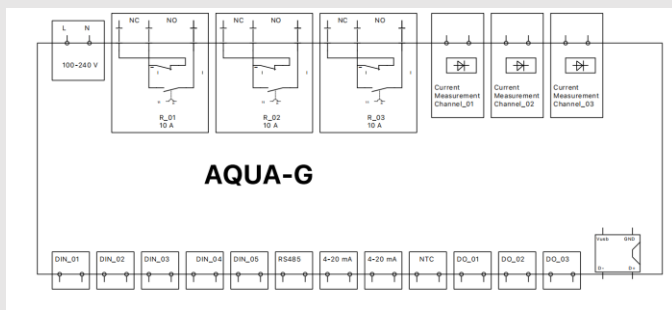 L N
100-240 V
NC NO
R_01
10 A
NC NO
R_02
10 A
NC NO
R_03
10 A
Current
Measurement
Channel_01
Current
Measurement
Channel_02
Current
Measurement
Channel_03
AQUA-G
DIN_01
DIN_02
DIN_03
DIN_04
DIN_05
RS485
4-20 mA
4-20 mA
NTC
DO_01
DO_02
DO_03
GND
D-
D+